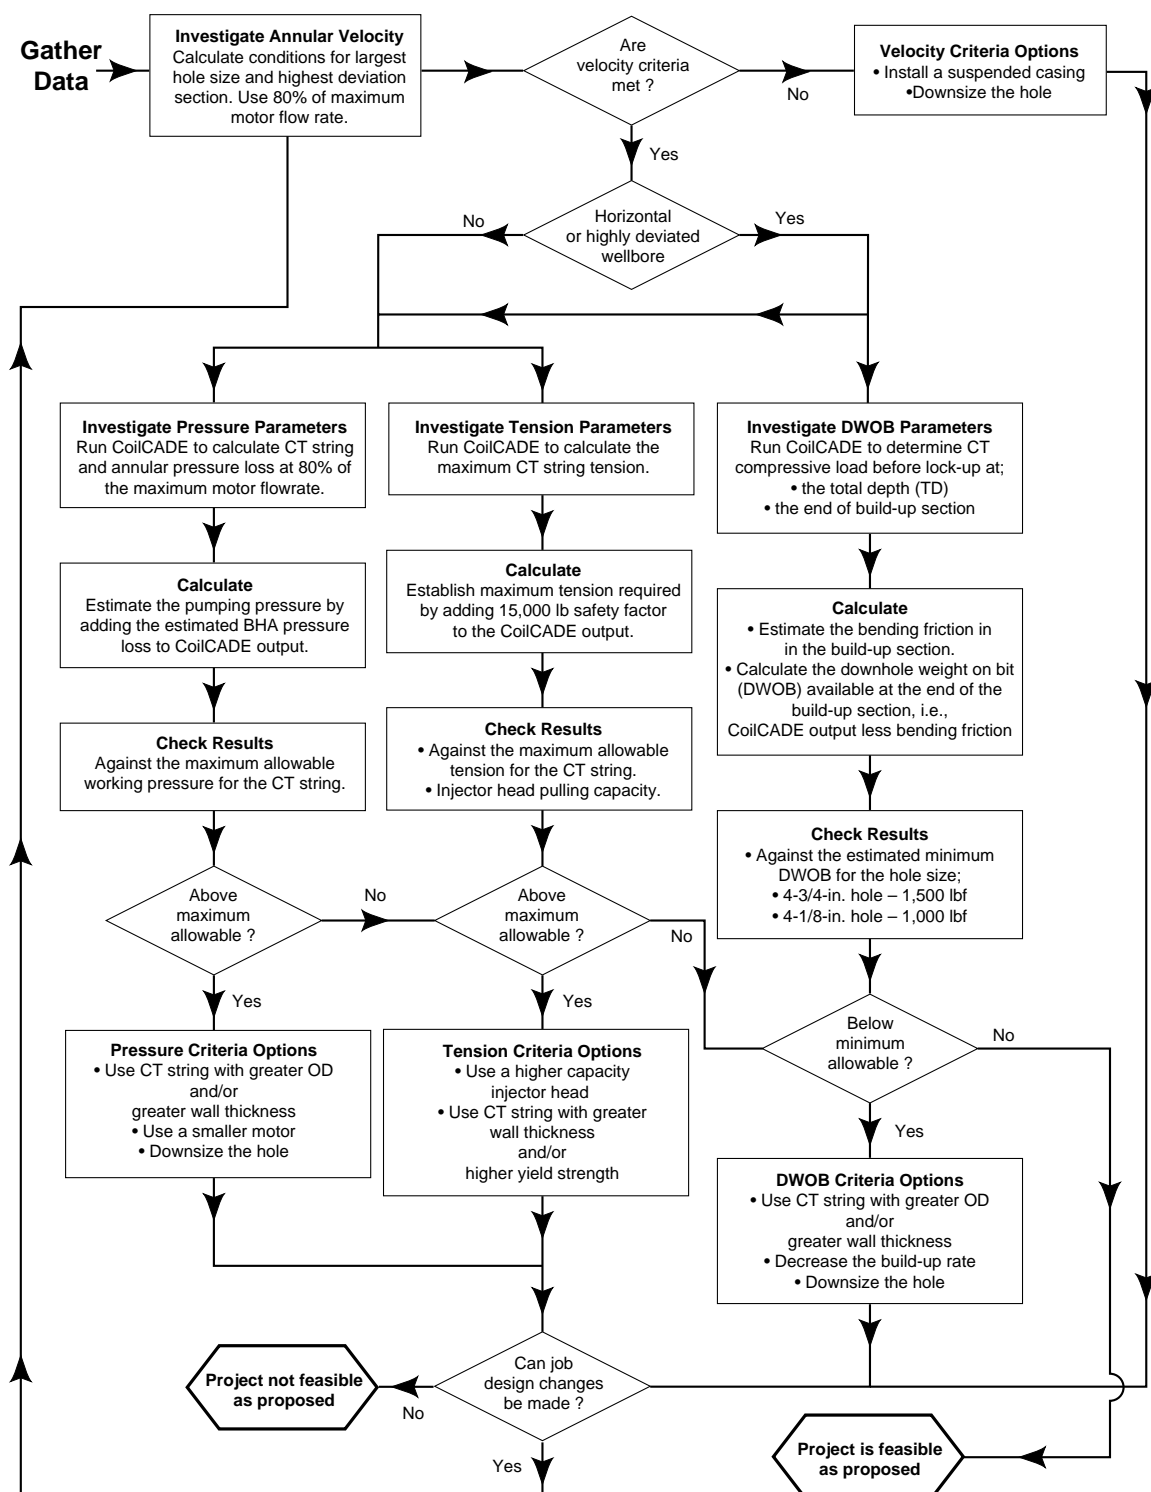 Gather
Data
Investigate Annular Velocity
Calculate conditions for largest
hole size and highest deviation
section. Use 80% of maximum
motor flow rate.
Are
velocity criteria
met ?
No
Velocity Criteria Options
• Install a suspended casing
•Downsize the hole
Yes
Horizontal
or highly deviated
wellbore
No
Yes
Investigate Pressure Parameters
Run CoilCADE to calculate CT string
and annular pressure loss at 80% of
the maximum motor flowrate.
Investigate Tension Parameters
Run CoilCADE to calculate the
maximum CT string tension.
Investigate DWOB Parameters
Run CoilCADE to determine CT
compressive load before lock-up at;
• the total depth (TD)
• the end of build-up section
Calculate
Estimate the pumping pressure by
adding the estimated BHA pressure
loss to CoilCADE output.
Calculate
Establish maximum tension required
by adding 15,000 lb safety factor
to the CoilCADE output.
Calculate
• Estimate the bending friction in
in the build-up section.
• Calculate the downhole weight on bit
(DWOB) available at the end of the
build-up section, i.e.,
CoilCADE output less bending friction
Check Results
Against the maximum allowable
working pressure for the CT string.
Check Results
• Against the maximum allowable
tension for the CT string.
• Injector head pulling capacity.
Check Results
• Against the estimated minimum
DWOB for the hole size;
• 4-3/4-in. hole – 1,500 lbf
• 4-1/8-in. hole – 1,000 lbf
Above
maximum
allowable ?
No
Above
maximum
allowable ?
No
Below
minimum
allowable ?
No
Yes
Yes
Yes
Pressure Criteria Options
• Use CT string with greater OD
and/or
greater wall thickness
• Use a smaller motor
• Downsize the hole
Tension Criteria Options
• Use a higher capacity
injector head
• Use CT string with greater
wall thickness
and/or
higher yield strength
DWOB Criteria Options
• Use CT string with greater OD
and/or
greater wall thickness
• Decrease the build-up rate
• Downsize the hole
Can job
design changes
be made ?
No
Project not feasible
as proposed
Yes
Project is feasible
as proposed